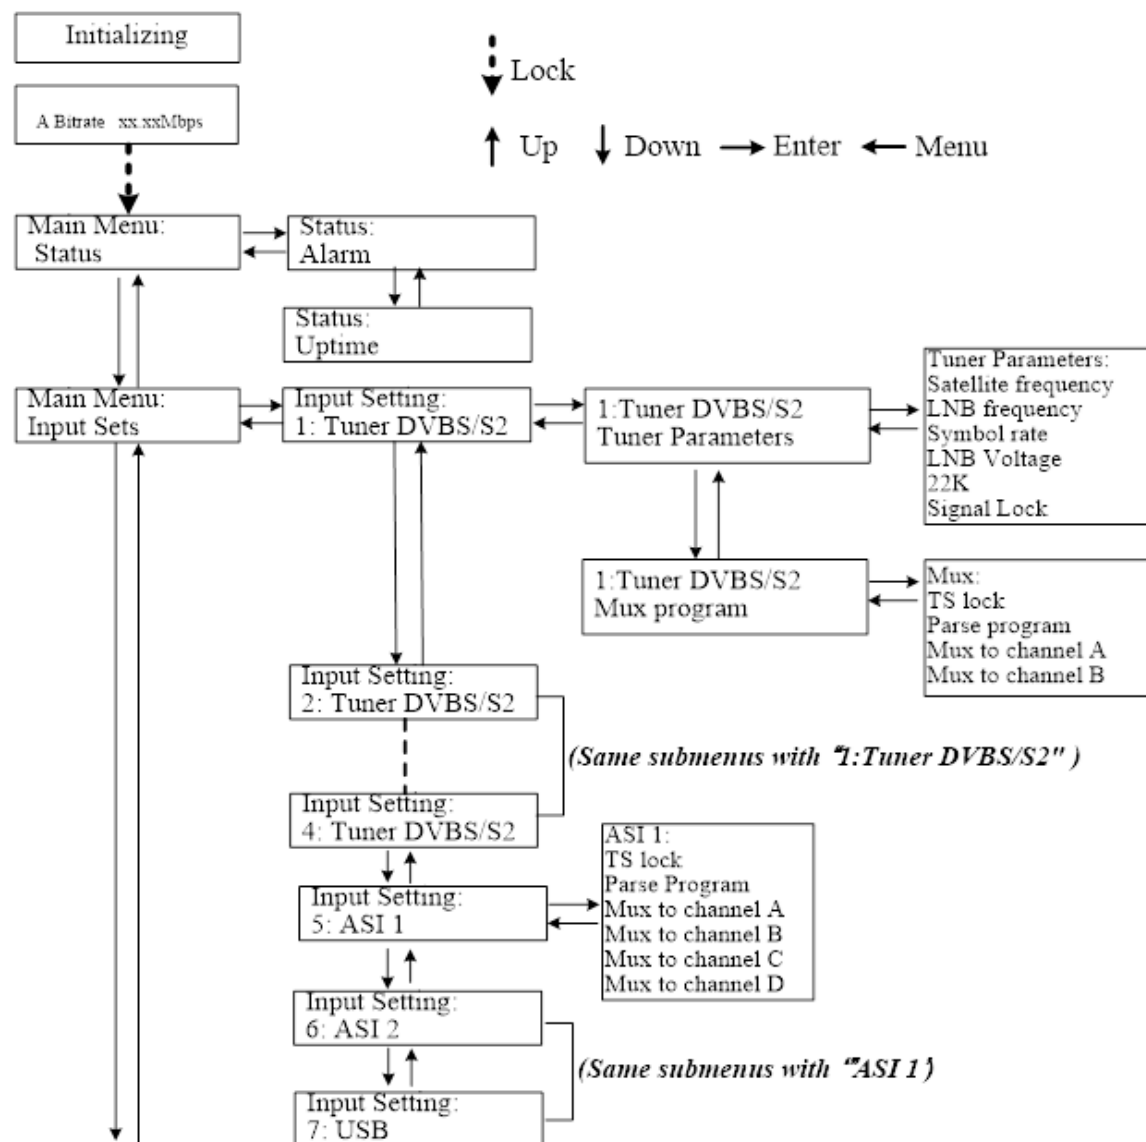 Initializing
Lock
A Bitrate xx.xxMbps
Up
Down
Enter
Menu
Main Menu:
Status
Status:
Alarm
Status:
Uptime
Main Menu:
Input Sets
Input Setting:
1: Tuner DVBS/S2
1:Tuner DVBS/S2
Tuner Parameters
Tuner Parameters:
Satellite frequency
LNB frequency
Symbol rate
LNB Voltage
22K
Signal Lock
1:Tuner DVBS/S2
Mux program
Mux:
TS lock
Parse program
Mux to channel A
Mux to channel B
Input Setting:
2: Tuner DVBS/S2
(Same submenus with “1:Tuner DVBS/S2" )
Input Setting:
4: Tuner DVBS/S2
ASI 1:
TS lock
Parse Program
Mux to channel A
Mux to channel B
Mux to channel C
Mux to channel D
Input Setting:
5: ASI 1
Input Setting:
6: ASI 2
(Same submenus with “"ASI 1’)
Input Setting:
7: USB